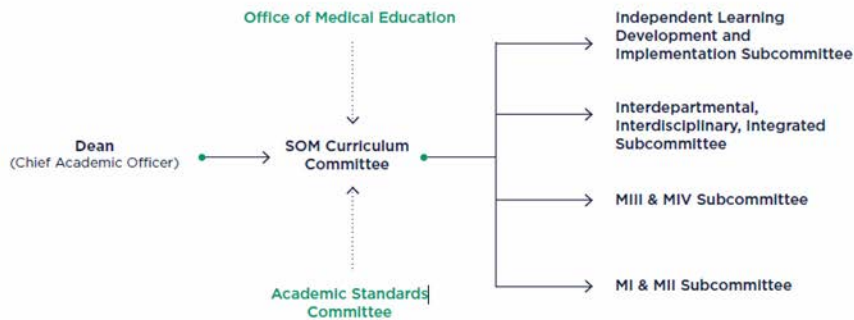 Office of Medical Education
Independent Learning
Development and
Implementation Subcommittee
Interdepartmental,
Interdisciplinary, Integrated
Subcommittee
Dean
(Chief Academic Officer)
SOM Curriculum
Committee
MIII & MIV Subcommittee
MI & MII Subcommittee
Academic Standards
Committee